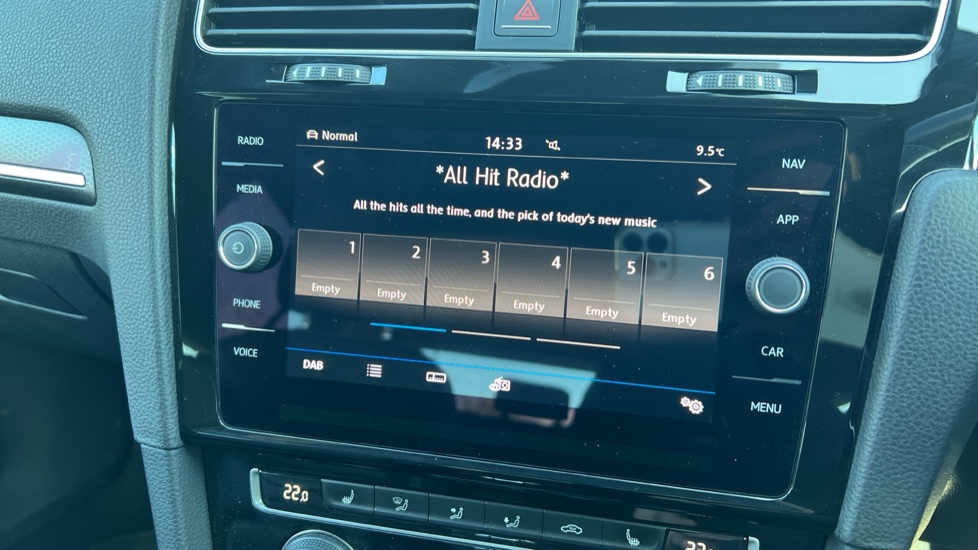 RADIO
MEDIA
PHONE
VOICE
Normal
14:33
9.5°C
< *All Hit Radio* >
All the hits all the time, and the pick of today's new music
1 2 3 4 5 6
Empty Empty Empty Empty Empty Empty
DAB
NAV
APP
CAR
MENU
22.0